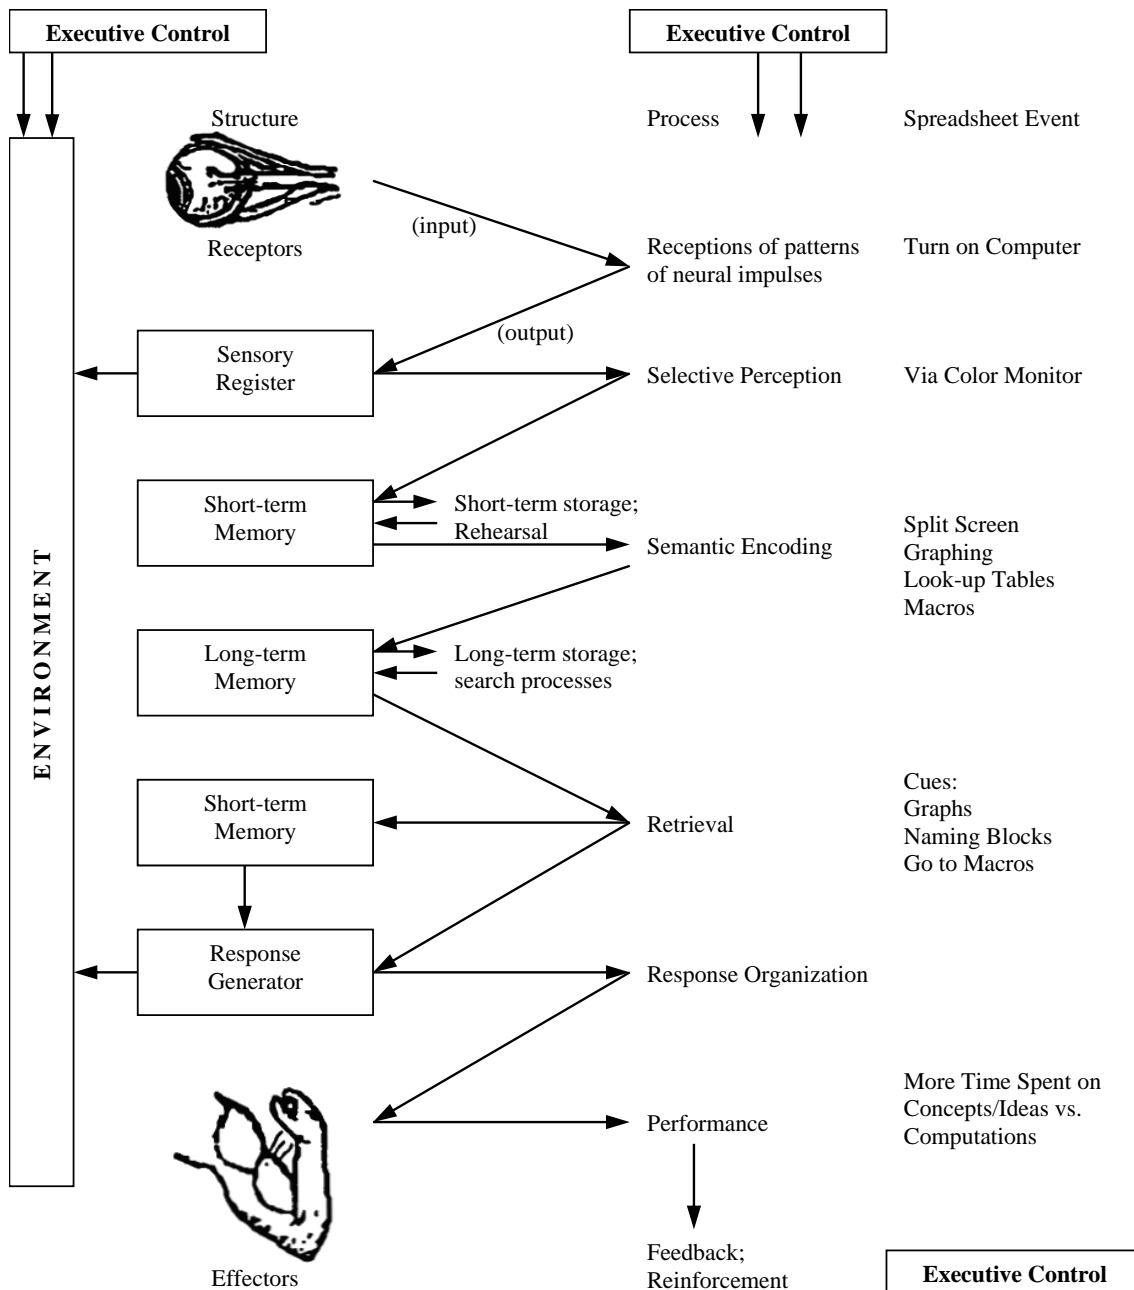 Executive Control
Executive Control
Structure
Process
Spreadsheet Event
(input)
Receptors
Receptions of patterns
of neural impulses
Turn on Computer
(output)
Sensory
Register
Selective Perception
Via Color Monitor
Short-term
Memory
Short-term storage;
Rehearsal
Semantic Encoding
Split Screen
Graphing
Look-up Tables
Macros
ENVIRONMENT
Long-term
Memory
Long-term storage;
search processes
Short-term
Memory
Retrieval
Cues:
Graphs
Naming Blocks
Go to Macros
Response
Generator
Response Organization
Performance
More Time Spent on
Concepts/Ideas vs.
Computations
Effectors
Feedback;
Reinforcement
Executive Control